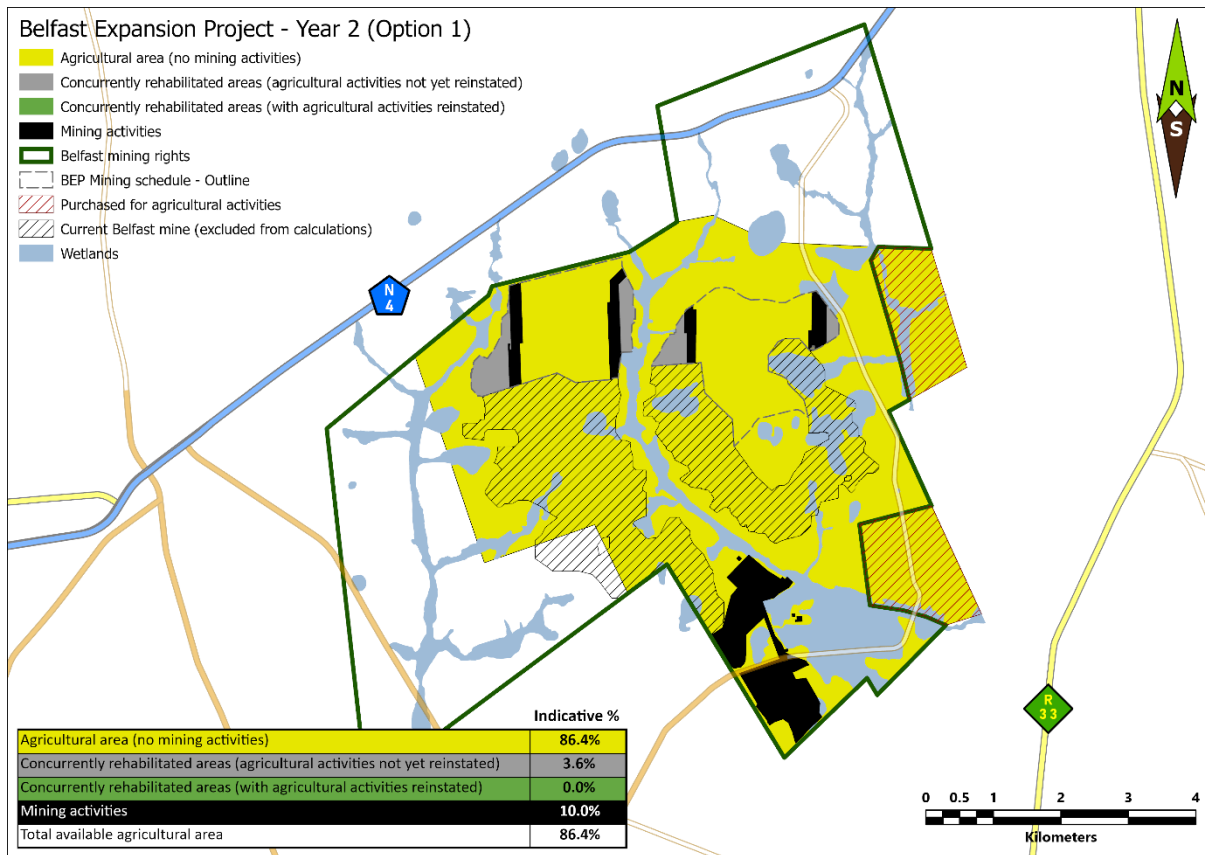 Belfast Expansion Project - Year 2 (Option 1)
Agricultural area (no mining activities)
Concurrently rehabilitated areas (agricultural activities not yet reinstated)
Concurrently rehabilitated areas (with agricultural activities reinstated)
Mining activities
Belfast mining rights
BEP Mining schedule - Outline
Purchased for agricultural activities
Current Belfast mine (excluded from calculations)
Wetlands
N
S
N
4
R
33
Indicative %
Agricultural area (no mining activities) 86.4%
Concurrently rehabilitated areas (agricultural activities not yet reinstated) 3.6%
Concurrently rehabilitated areas (with agricultural activities reinstated) 0.0%
Mining activities 10.0%
Total available agricultural area 86.4%
0 0.5 1 2 3 4
Kilometers